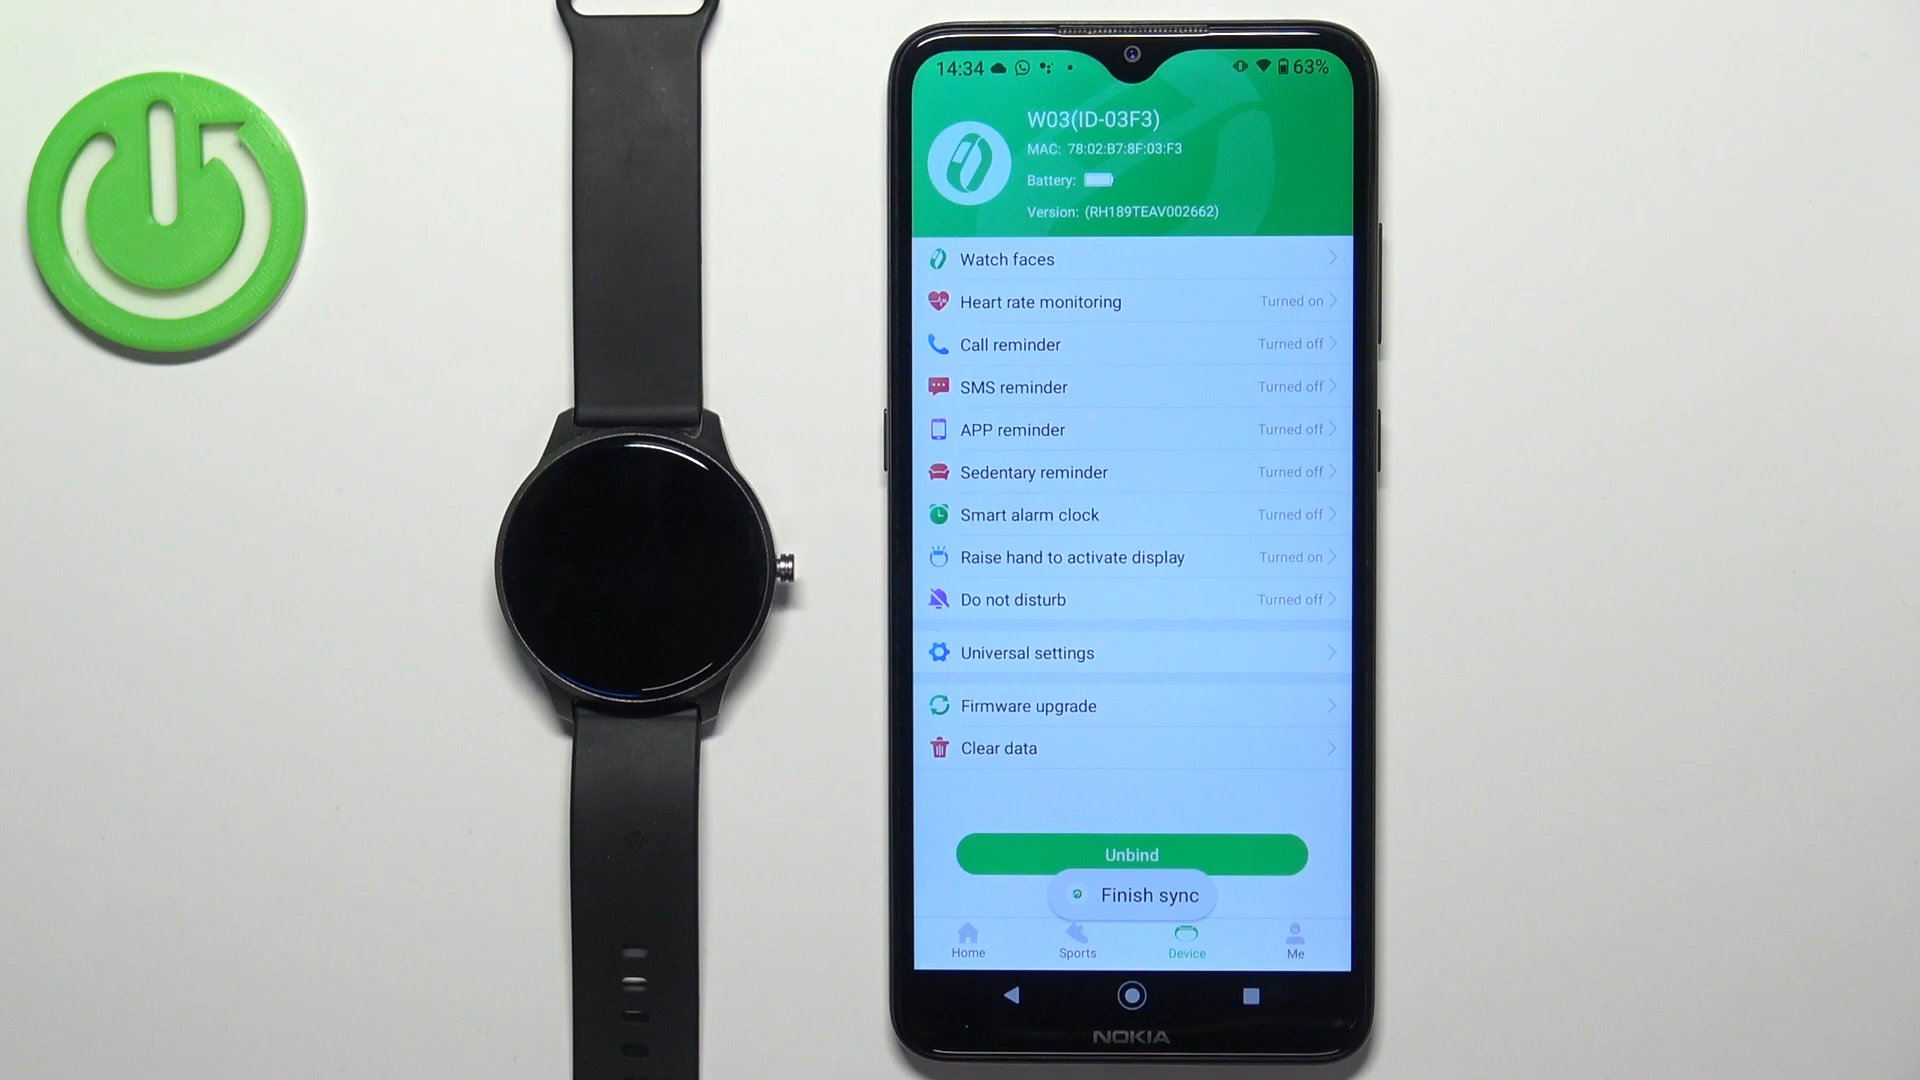 14:34
63%
W03(ID-03F3)
MAC: 78:02:B7:8F:03:F3
Battery:
Version: (RH189TEAV002662)
Watch faces
Heart rate monitoring Turned on
Call reminder Turned off
SMS reminder Turned off
APP reminder Turned off
Sedentary reminder Turned off
Smart alarm clock Turned off
Raise hand to activate display Turned on
Do not disturb Turned off
Universal settings
Firmware upgrade
Clear data
Unbind
Finish sync
Home Sports Device Me
NOKIA